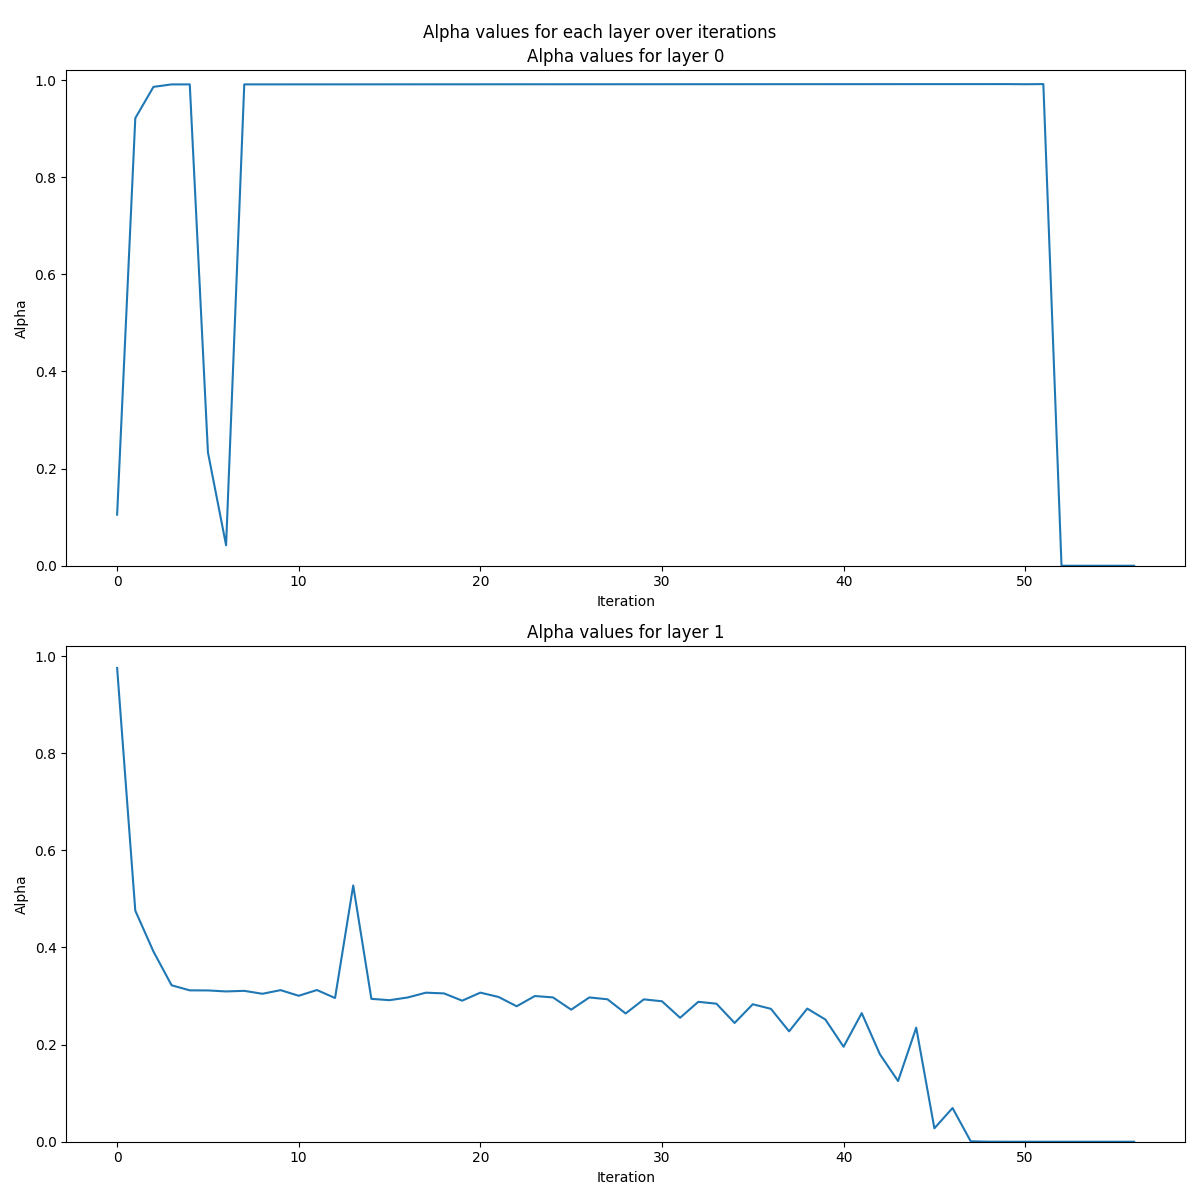 Alpha values for each layer over iterations
Alpha values for layer 0
1.0
0.8
0.6
0.4
0.2
0.0
Alpha
0 10 20 30 40 50
Iteration
Alpha values for layer 1
1.0
0.8
0.6
0.4
0.2
0.0
Alpha
0 10 20 30 40 50
Iteration